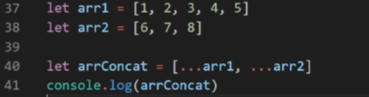 37 let arr1 = [1, 2, 3, 4, 5]
38 let arr2 = [6, 7, 8]
39
40 let arrConcat = [...arr1, ...arr2]
41 console.log(arrConcat)